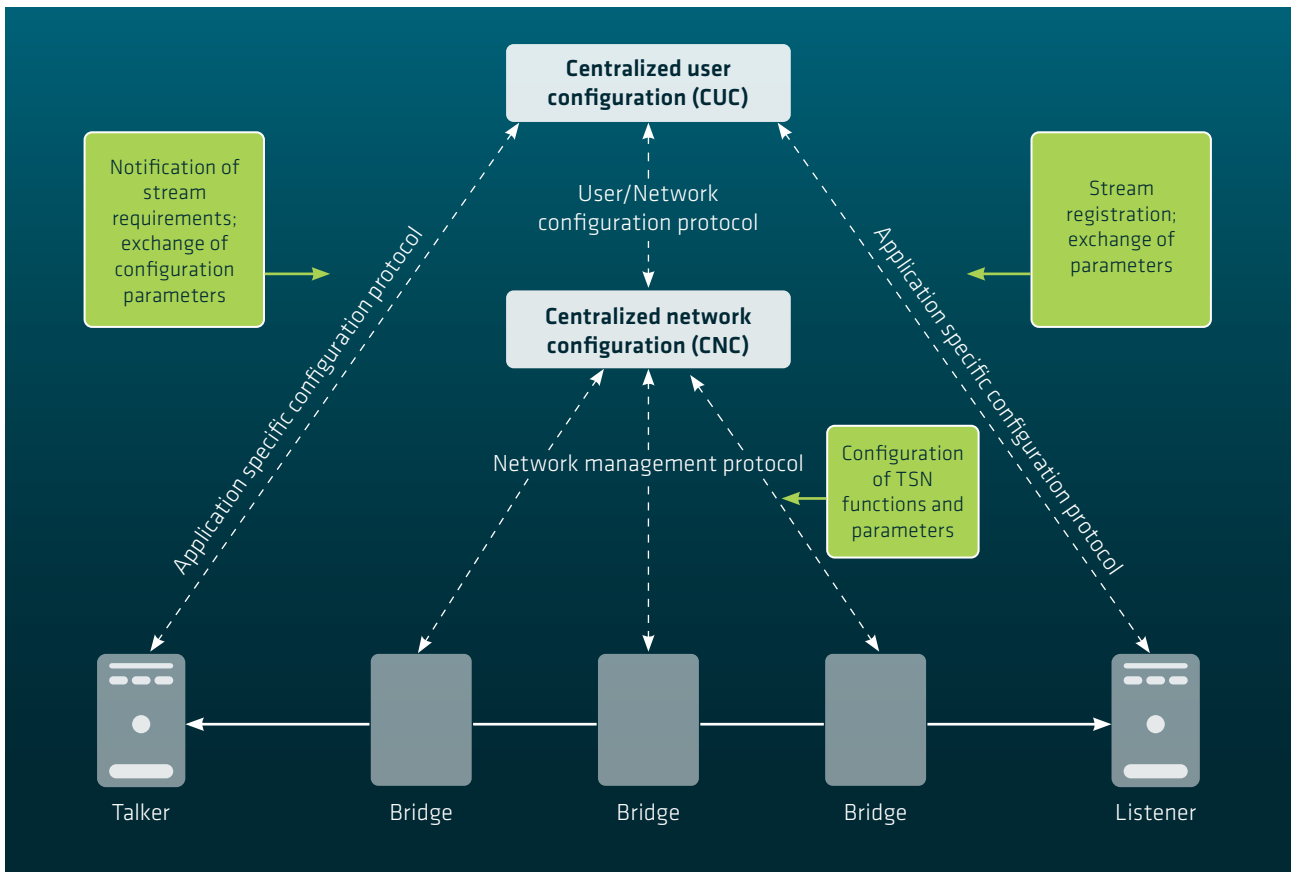 Centralized user
configuration (CUC)
Notification of
stream
requirements;
exchange of
configuration
parameters
User/Network
configuration protocol
Stream
registration;
exchange of
parameters
Application specific configuration protocol
Application specific configuration protocol
Centralized network
configuration (CNC)
Network management protocol
Configuration
of TSN
functions and
parameters
Talker
Bridge
Bridge
Bridge
Listener